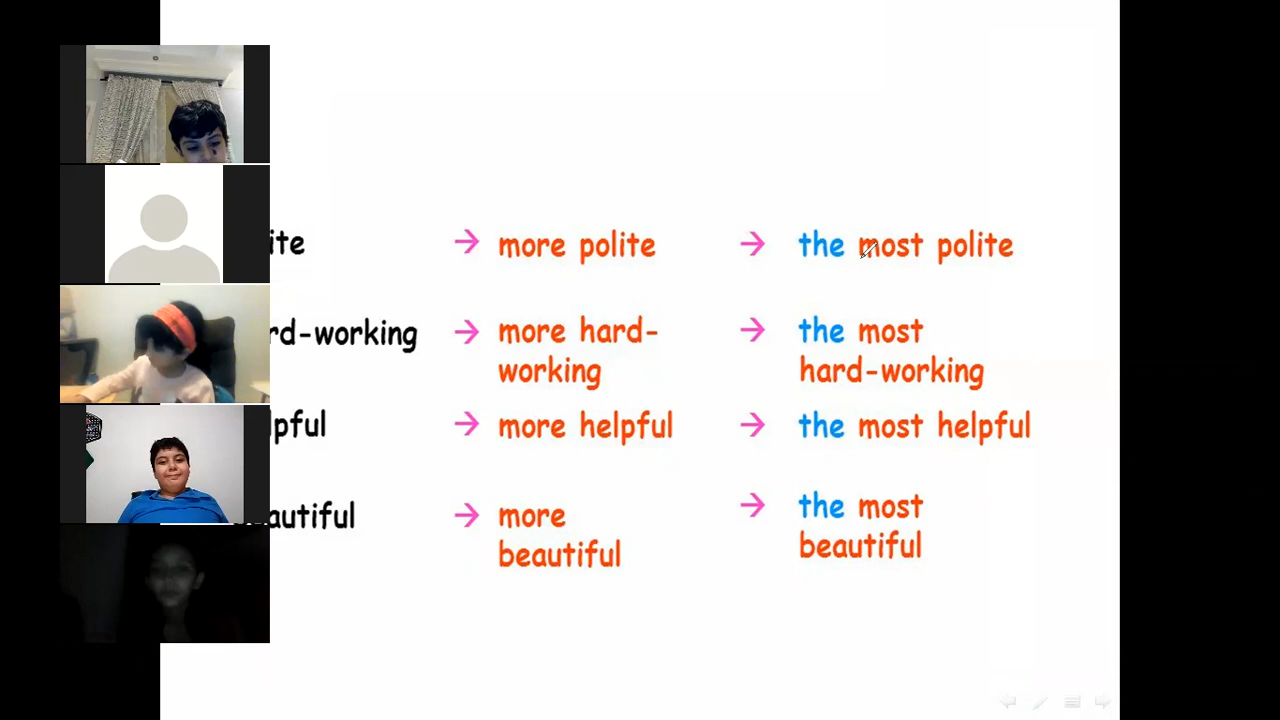 ite → more polite → the most polite
rd-working → more hard- → the most
working hard-working
lpful → more helpful → the most helpful
autiful → more → the most
beautiful beautiful